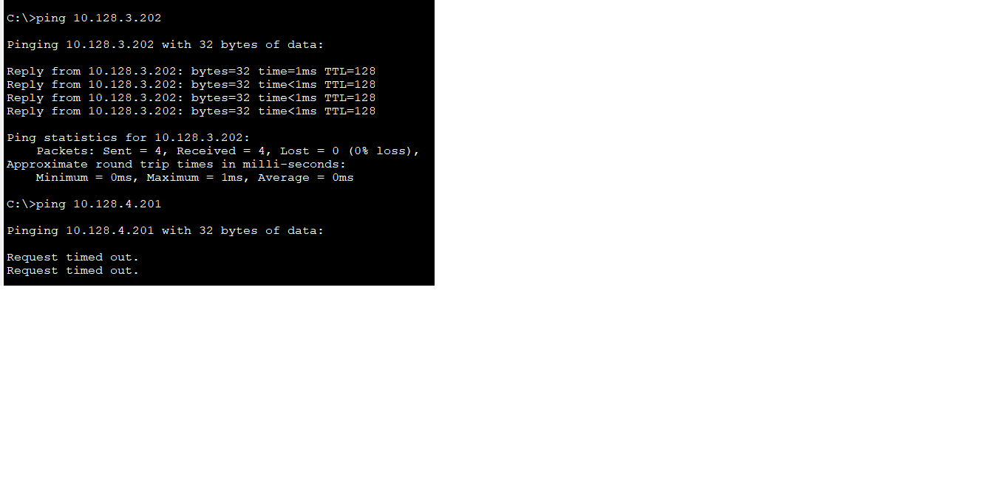 C:\>ping 10.128.3.202
Pinging 10.128.3.202 with 32 bytes of data:
Reply from 10.128.3.202: bytes=32 time=1ms TTL=128
Reply from 10.128.3.202: bytes=32 time<1ms TTL=128
Reply from 10.128.3.202: bytes=32 time<1ms TTL=128
Reply from 10.128.3.202: bytes=32 time<1ms TTL=128
Ping statistics for 10.128.3.202:
    Packets: Sent = 4, Received = 4, Lost = 0 (0% loss),
Approximate round trip times in milli-seconds:
    Minimum = 0ms, Maximum = 1ms, Average = 0ms
C:\>ping 10.128.4.201
Pinging 10.128.4.201 with 32 bytes of data:
Request timed out.
Request timed out.